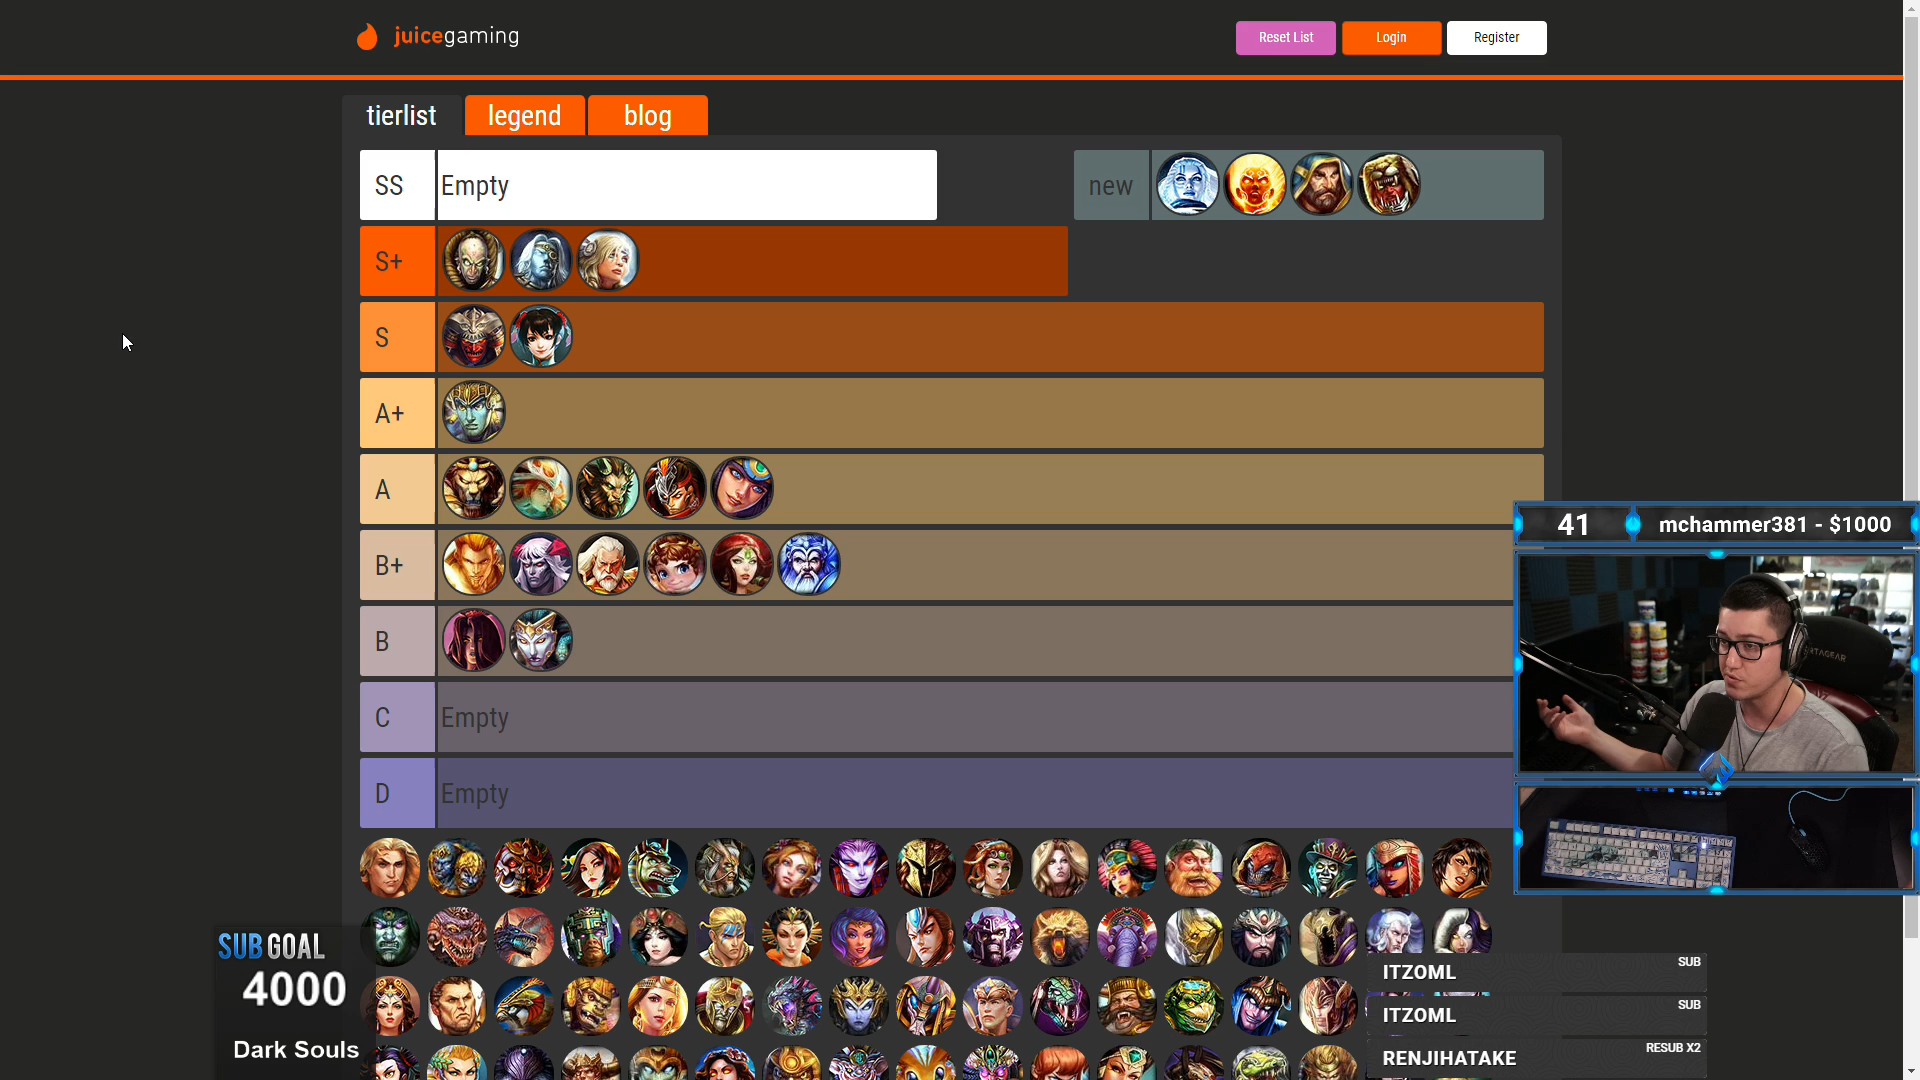 juicegaming
Reset List
Login
Register
tierlist
legend
blog
SS
Empty
new
S+
S
A+
A
B+
B
C
Empty
D
Empty
41
mchammer381 - $1000
SUB GOAL
4000
Dark Souls
ITZOML
SUB
ITZOML
SUB
RENJIHATAKE
RESUB X2